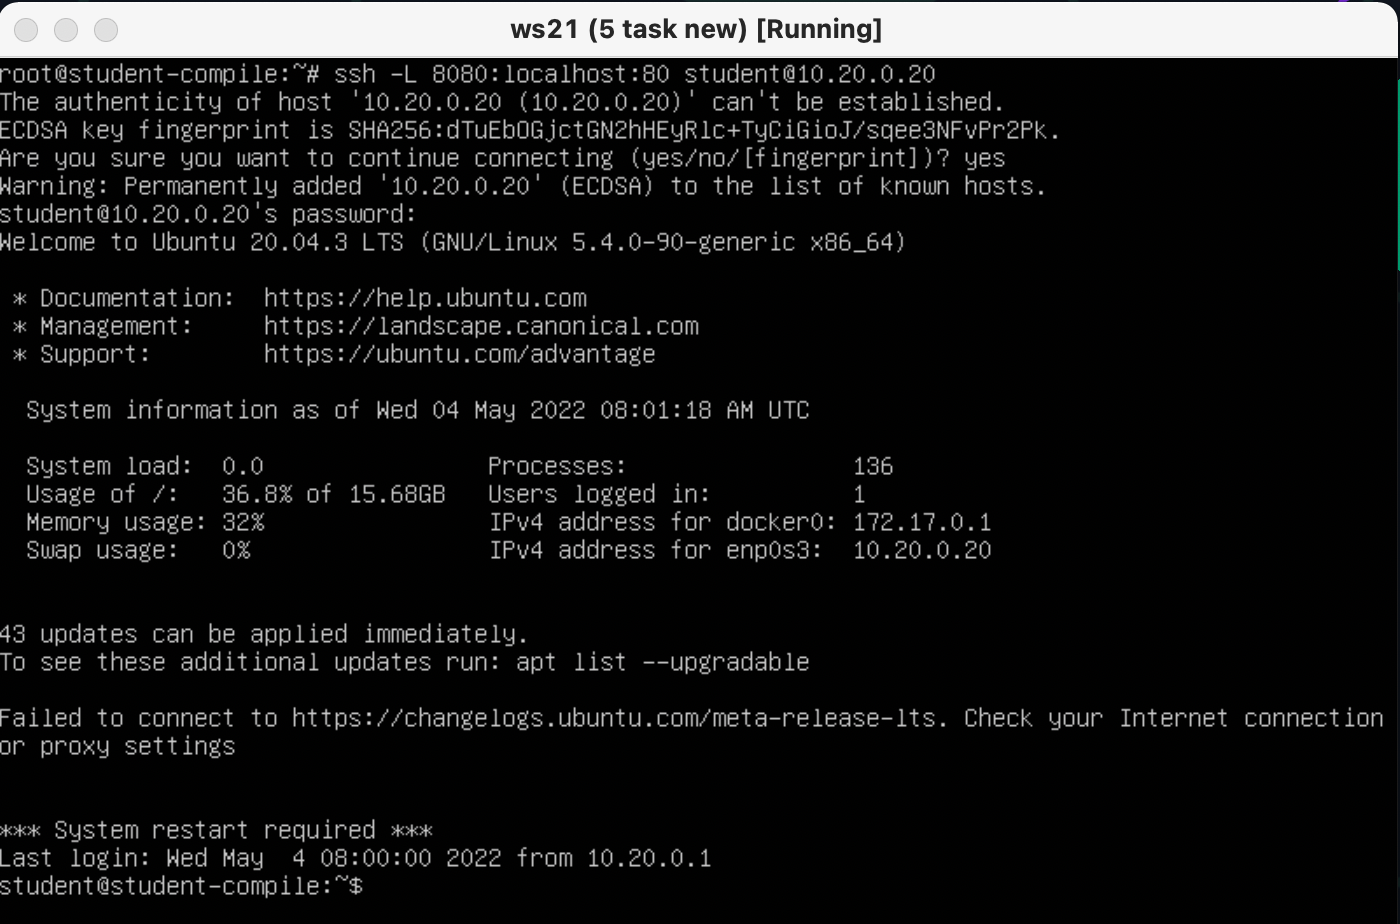 ws21 (5 task new) [Running]
root@student-compile:~# ssh -L 8080:localhost:80 student@10.20.0.20
The authenticity of host '10.20.0.20 (10.20.0.20)' can't be established.
ECDSA key fingerprint is SHA256:dTuEbOGjctGN2hHEyRlc+TyCiGioJ/sqee3NFvPr2Pk.
Are you sure you want to continue connecting (yes/no/[fingerprint])? yes
Warning: Permanently added '10.20.0.20' (ECDSA) to the list of known hosts.
student@10.20.0.20's password:
Welcome to Ubuntu 20.04.3 LTS (GNU/Linux 5.4.0-90-generic x86_64)
* Documentation:  https://help.ubuntu.com
* Management:     https://landscape.canonical.com
* Support:        https://ubuntu.com/advantage
System information as of Wed 04 May 2022 08:01:18 AM UTC
System load:  0.0                Processes:                136
Usage of /:   36.8% of 15.68GB   Users logged in:          1
Memory usage: 32%                IPv4 address for docker0: 172.17.0.1
Swap usage:   0%                 IPv4 address for enp0s3:  10.20.0.20
43 updates can be applied immediately.
To see these additional updates run: apt list --upgradable
Failed to connect to https://changelogs.ubuntu.com/meta-release-lts. Check your Internet connection
or proxy settings
*** System restart required ***
Last login: Wed May  4 08:00:00 2022 from 10.20.0.1
student@student-compile:~$